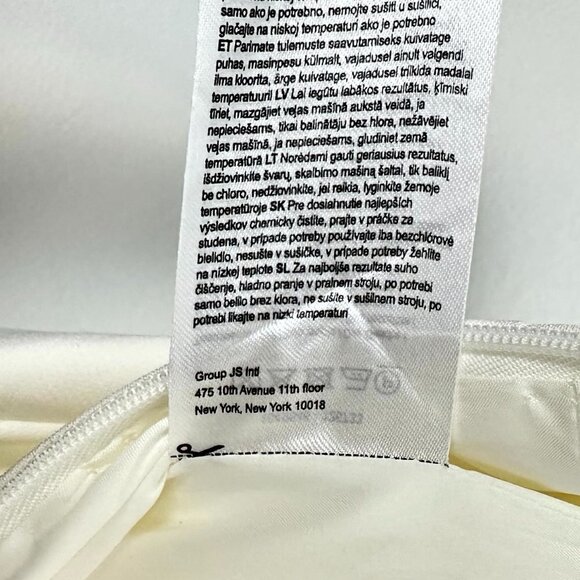 samo ako je potrebno, nemojte sušiti u sušilici,
glačajte na niskoj temperaturi ako je potrebno
ET Parimate tulemuste saavutamiseks kuivatage
puhas, masinpesu külmalt, vajadusel ainult valgendi
ilma kloorita, ärge kuivatage, vajadusel triikida madalal
temperatuuril LV Lai iegūtu labākos rezultātus, ķīmiski
tīriet, mazgājiet veļas mašīnā aukstā veidā, ja
nepieciešams, tikai balinātāju bez hlora, nežāvējiet
veļas mašīnā, ja nepieciešams, gludiniet zemā
temperatūrā LT Norėdami gauti geriausius rezultatus,
išdžiovinkite švarų, skalbimo mašiną šaltai, tik baliklį
be chloro, nedžiovinkite, jei reikia, lyginkite žemoje
temperatūroje SK Pre dosiahnutie najlepších
výsledkov chemicky čistite, prajte v práčke za
studena, v prípade potreby používajte iba bezchlórové
bielidlo, nesušte v sušičke, v prípade potreby žehlite
na nízkej teplote SL Za najboljše rezultate suho
čiščenje, hladno pranje v pralnem stroju, po potrebi
samo belilo brez klora, ne sušite v sušilnem stroju, po
potrebi likajte na nizki temperaturi
Group JS Intl
475 10th Avenue 11th floor
New York, New York 10018